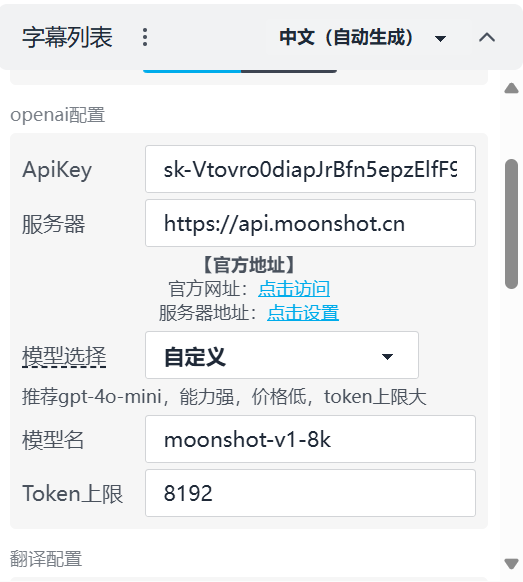 字幕列表
中文（自动生成）
openai配置
ApiKey
sk-Vtovro0diapJrBfn5epzElfF9
服务器
https://api.moonshot.cn
【官方地址】
官方网址：点击访问
服务器地址：点击设置
模型选择
自定义
推荐gpt-4o-mini，能力强，价格低，token上限大
模型名
moonshot-v1-8k
Token上限
8192
翻译配置